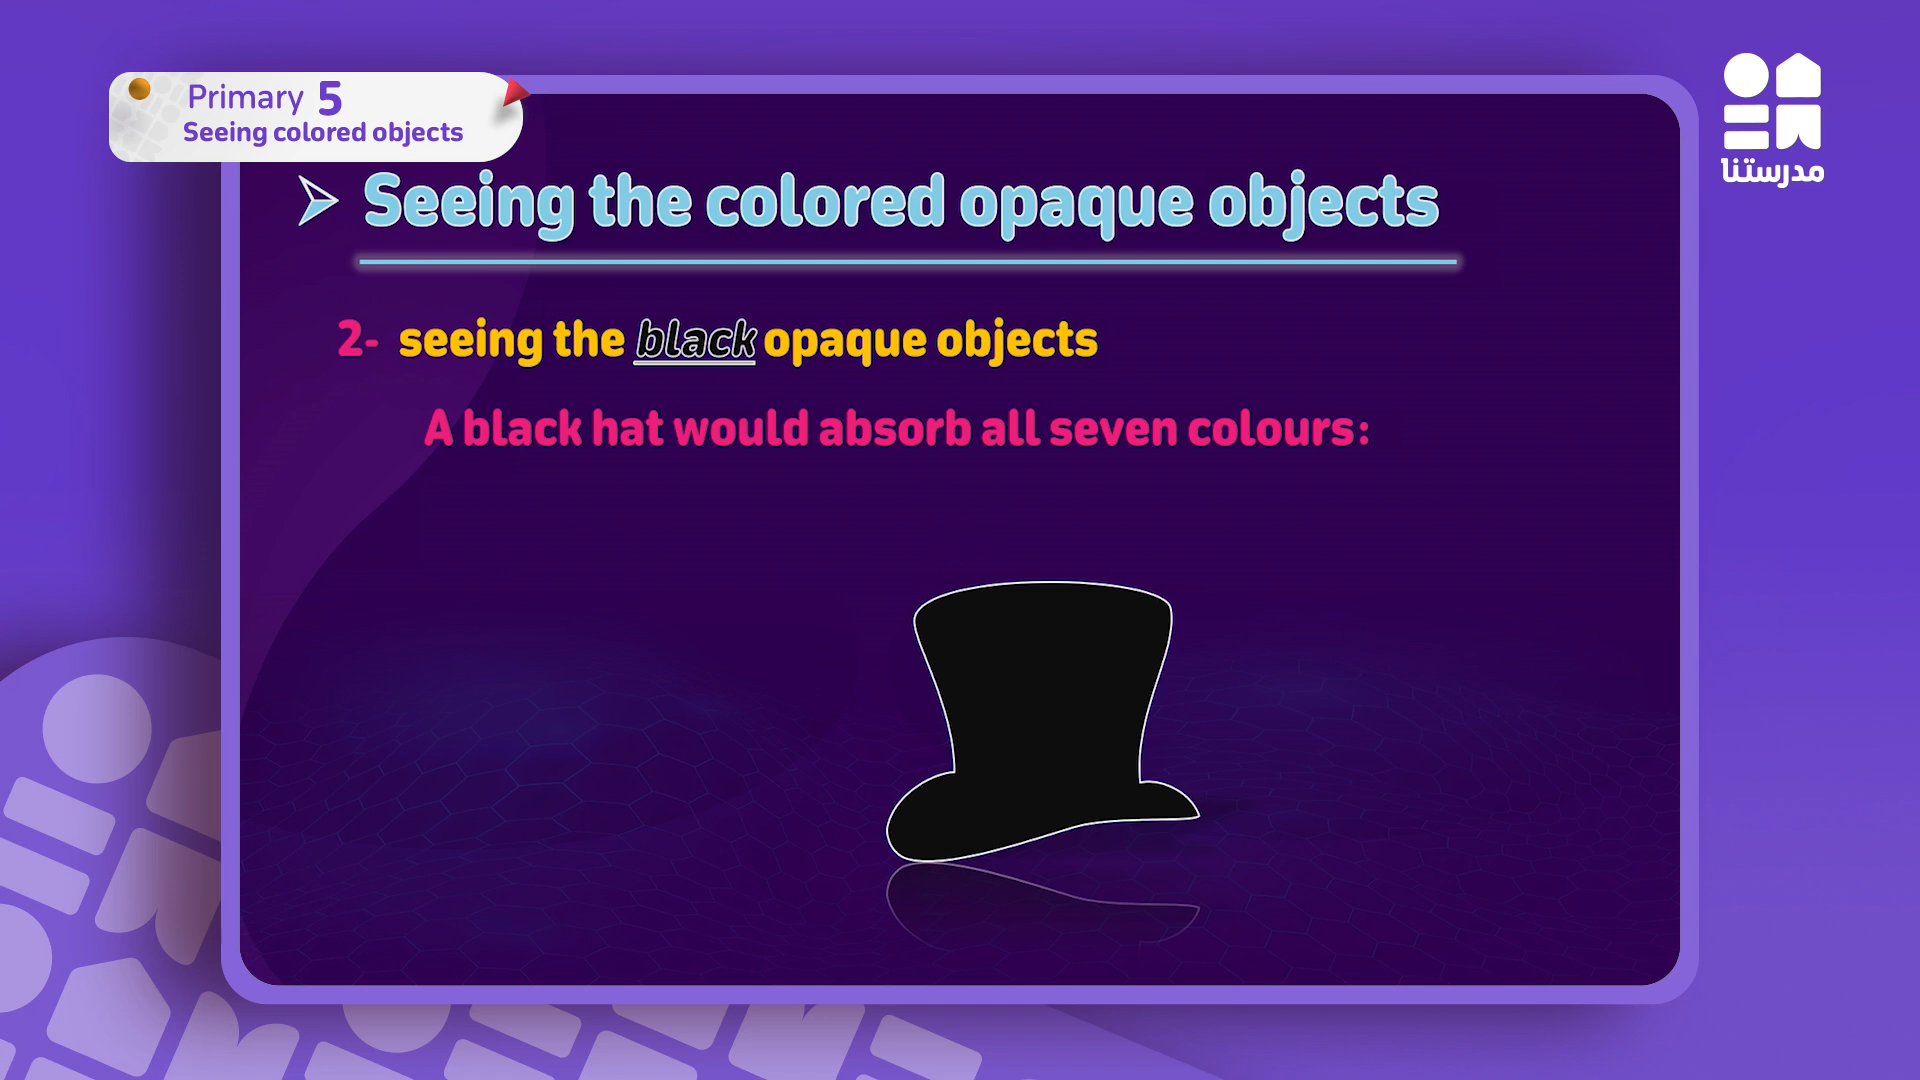 Primary 5
Seeing colored objects
مدرستنا
Seeing the colored opaque objects
2- seeing the black opaque objects
A black hat would absorb all seven colours: